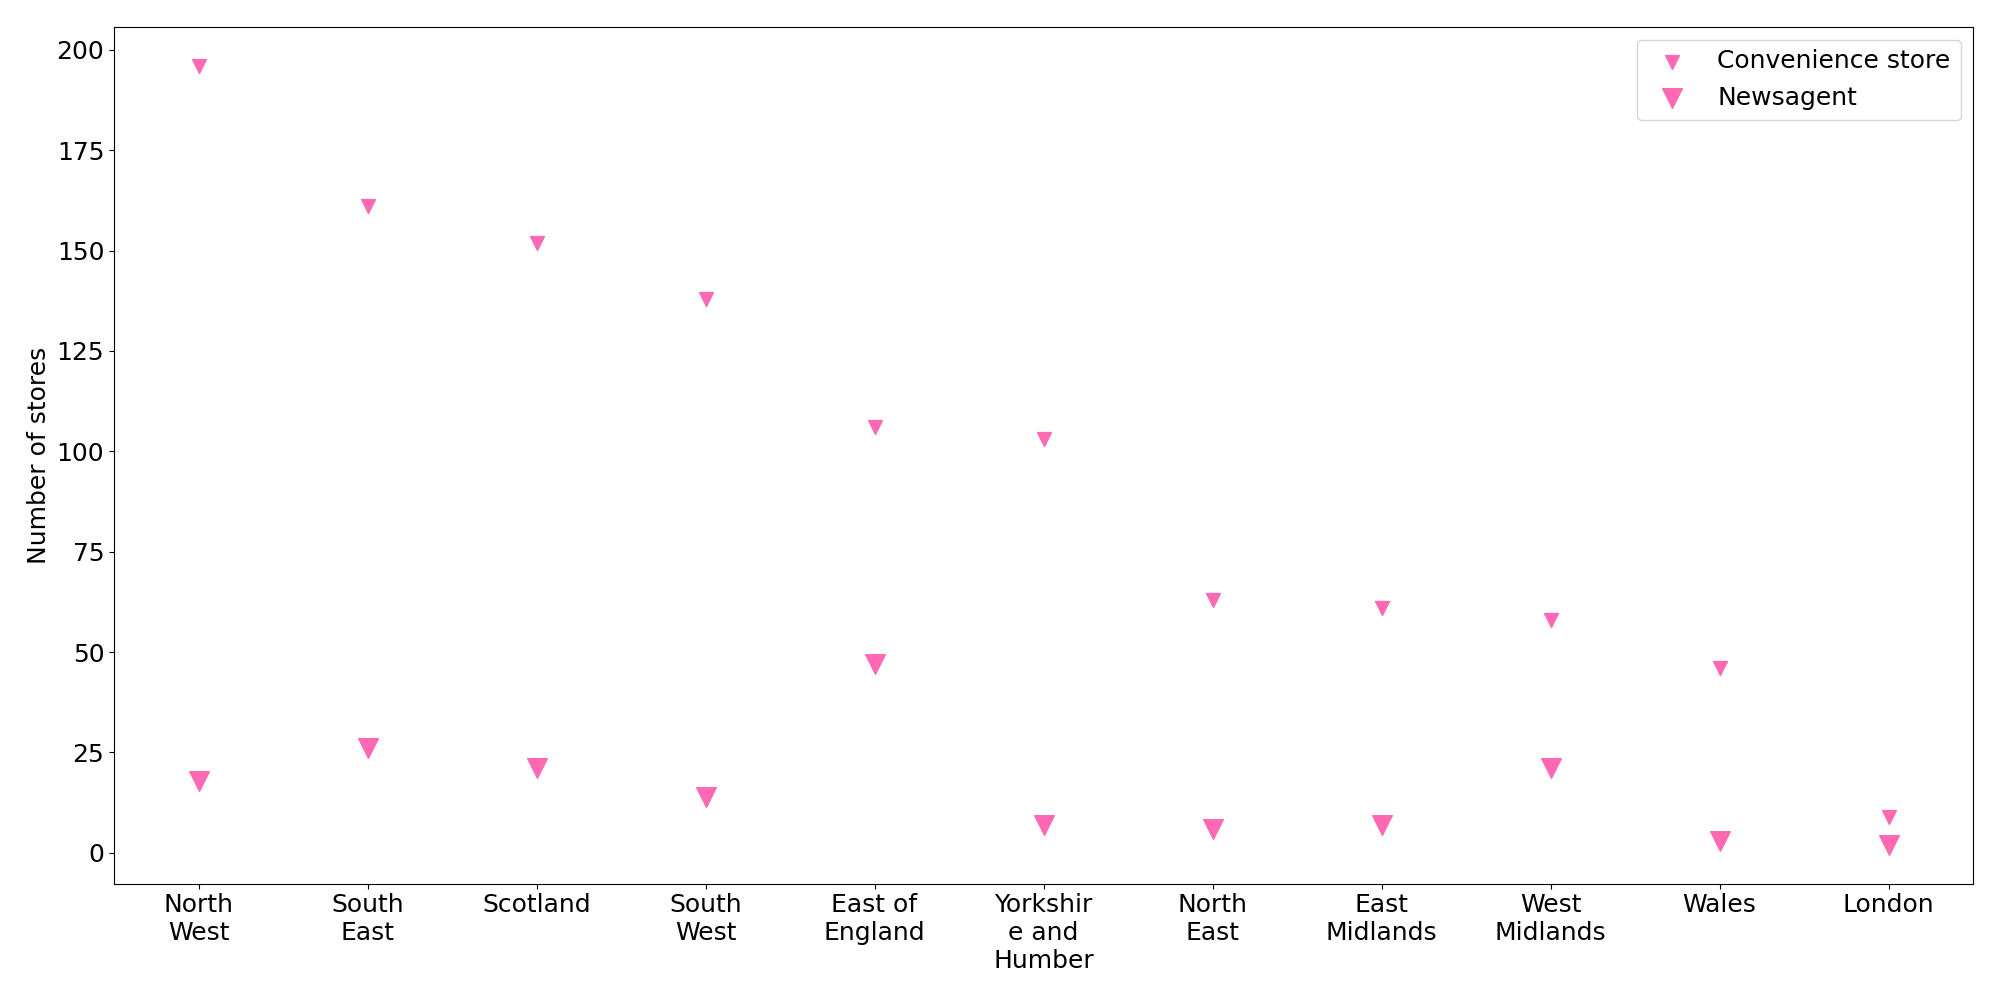 200
175
150
125
100
75
50
25
0
Number of stores
Convenience store
Newsagent
North
West
South
East
Scotland
South
West
East of
England
Yorkshir
e and
Humber
North
East
East
Midlands
West
Midlands
Wales
London